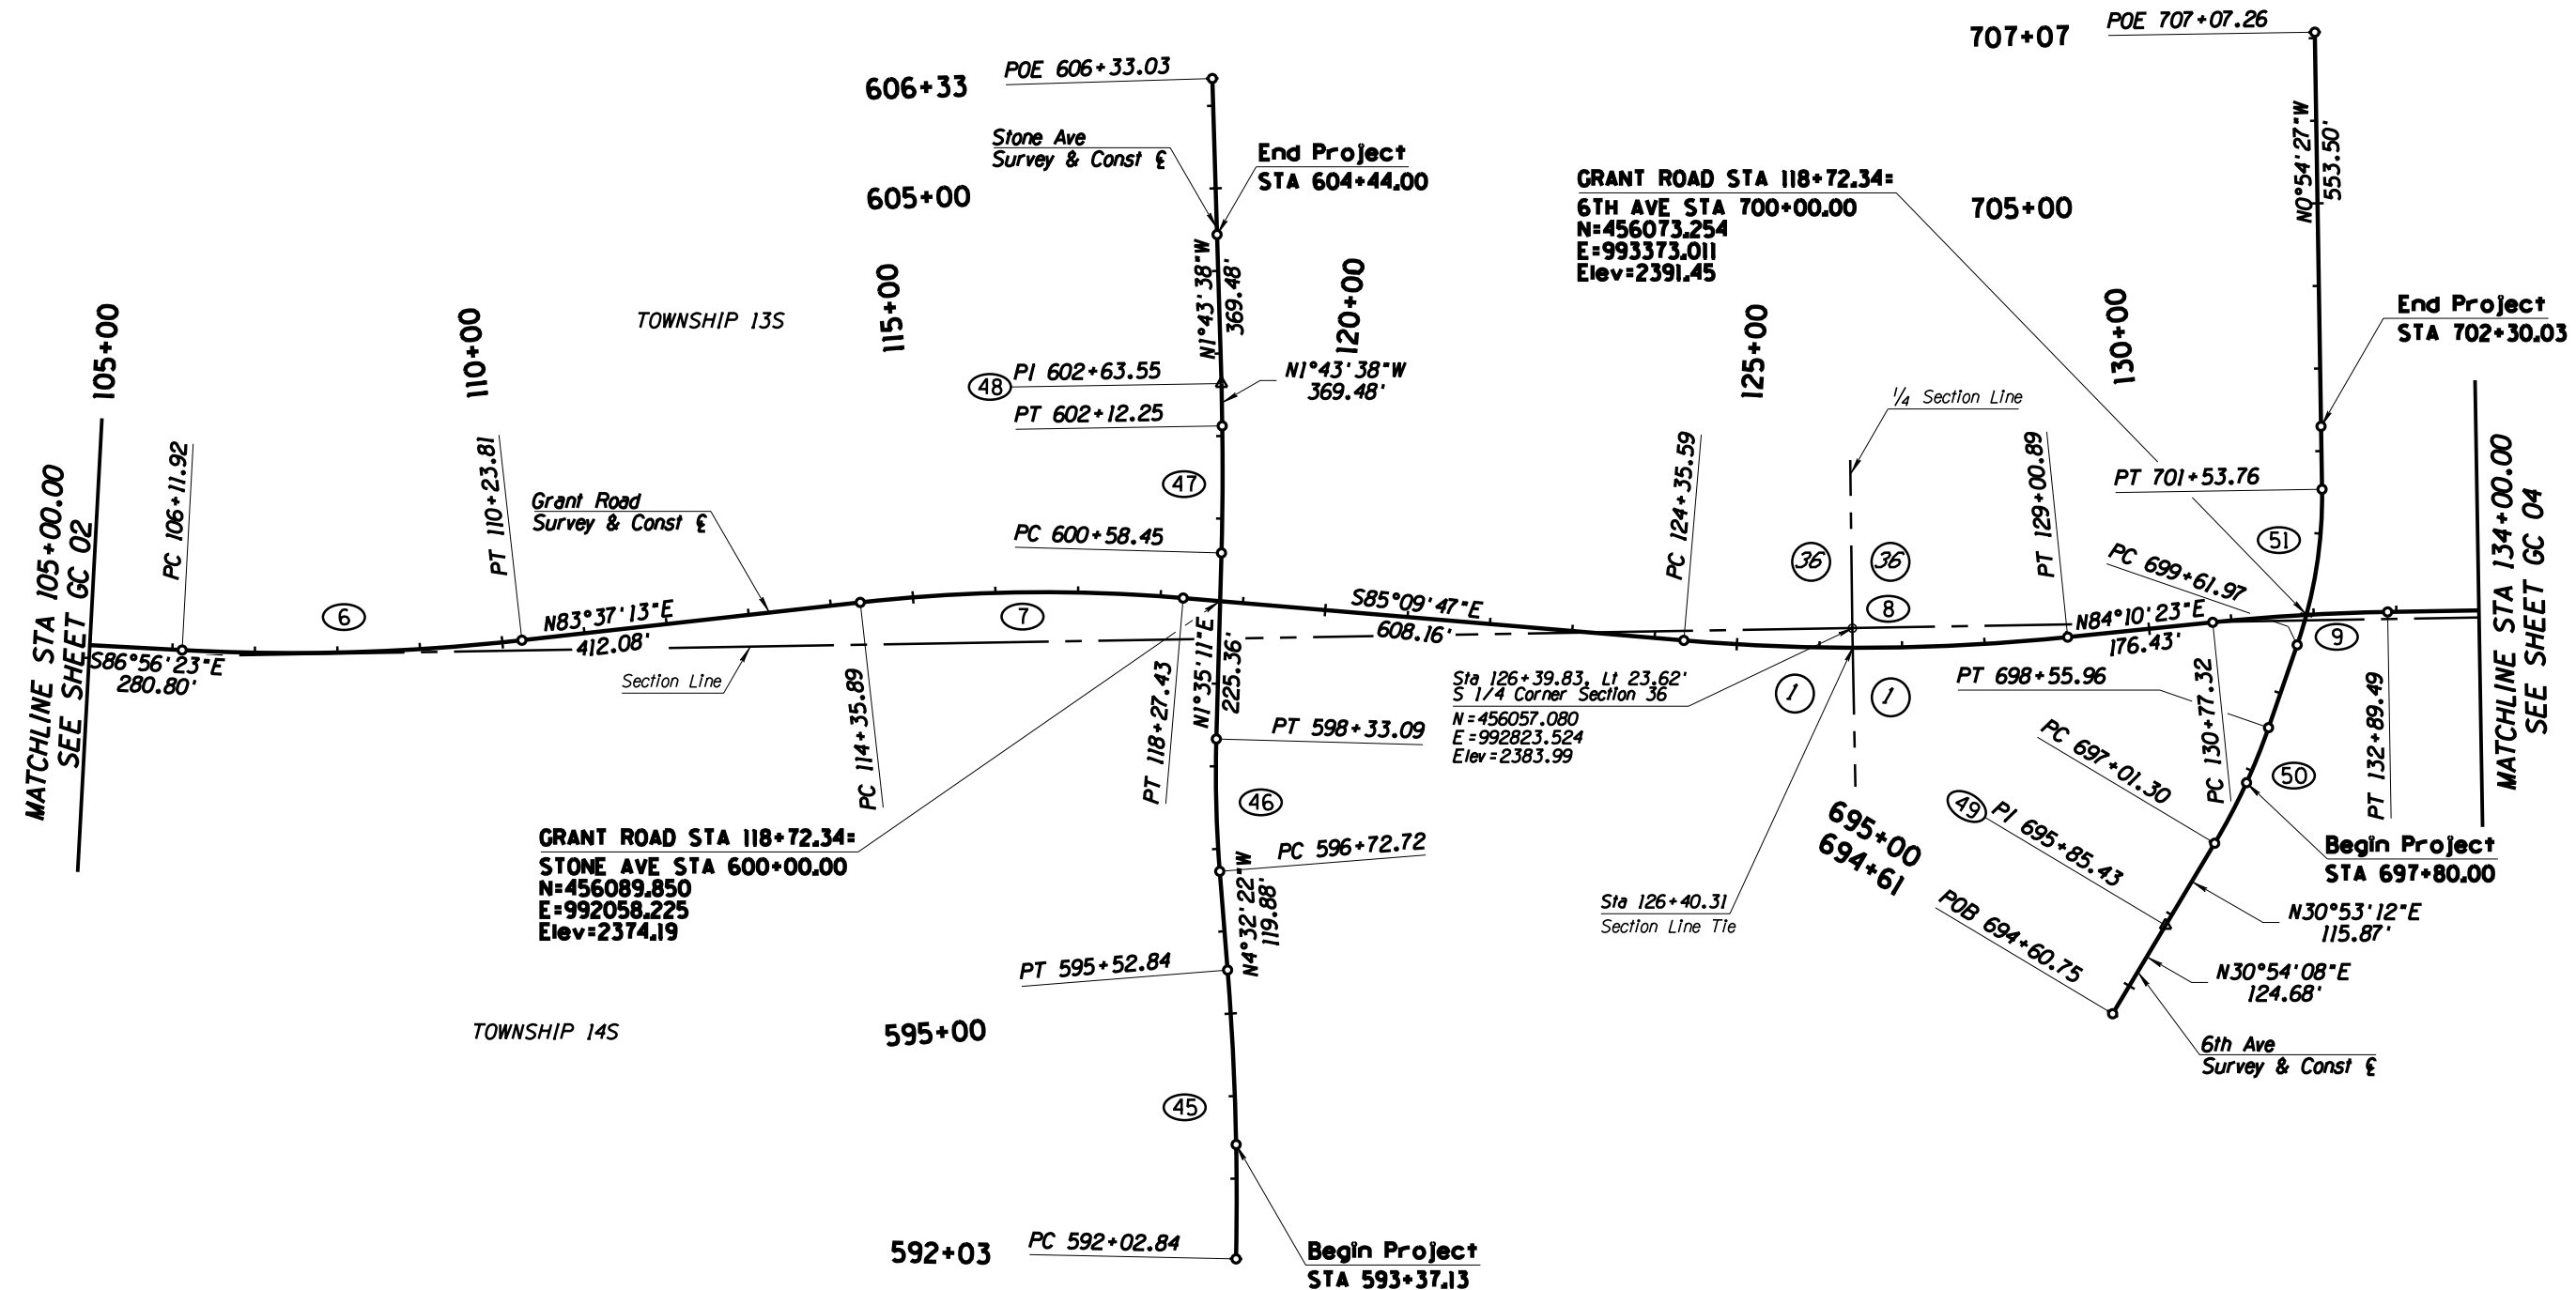 707+07
POE 707+07.26
606+33
POE 606+33.03
Stone Ave
Survey & Const ℄
End Project
STA 604+44.00
605+00
GRANT ROAD STA 118+72.34=
6TH AVE STA 700+00.00
N=456073.254
E=993373.011
Elev=2391.45
705+00
N0°54'27"W
553.50'
105+00
110+00
TOWNSHIP 13S
115+00
N1°43'38"W
369.48'
120+00
125+00
130+00
End Project
STA 702+30.03
48
PI 602+63.55
N1°43'38"W
369.48'
PT 602+12.25
1/4 Section Line
MATCHLINE STA 105+00.00
SEE SHEET GC 02
PC 106+11.92
PT 110+23.81
Grant Road
Survey & Const ℄
47
PC 600+58.45
PC 124+35.59
36
36
PT 129+00.89
PT 701+53.76
51
PC 699+61.97
MATCHLINE STA 134+00.00
SEE SHEET GC 04
6
N83°37'13"E
412.08'
7
S85°09'47"E
608.16'
8
N84°10'23"E
176.43'
9
S86°56'23"E
280.80'
Section Line
PC 114+35.89
PT 118+27.43
N1°35'11"E
225.36'
Sta 126+39.83, Lt 23.62'
S 1/4 Corner Section 36
N=456057.080
E=992823.524
Elev=2383.99
1
1
PT 698+55.96
PT 598+33.09
PC 697+01.30
PC 130+77.32
50
PT 132+89.49
46
GRANT ROAD STA 118+72.34=
STONE AVE STA 600+00.00
N=456089.850
E=992058.225
Elev=2374.19
PC 596+72.72
695+00
694+61
49
PI 695+85.43
Begin Project
STA 697+80.00
N4°32'22"W
119.88'
Sta 126+40.31
Section Line Tie
POB 694+60.75
N30°53'12"E
115.87'
PT 595+52.84
N30°54'08"E
124.68'
TOWNSHIP 14S
595+00
6th Ave
Survey & Const ℄
45
592+03
PC 592+02.84
Begin Project
STA 593+37.13